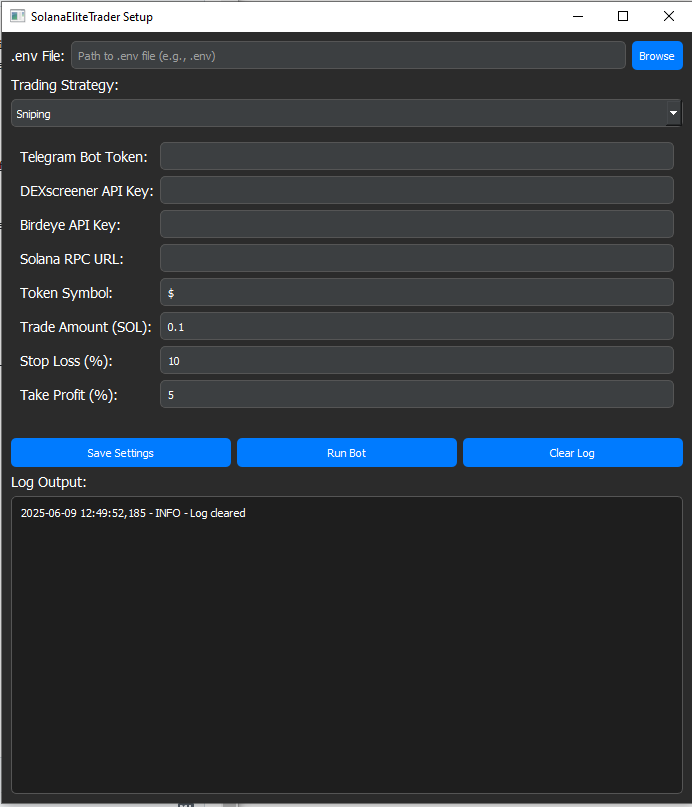 SolanaEliteTrader Setup
.env File: Path to .env file (e.g., .env) Browse
Trading Strategy:
Sniping
Telegram Bot Token:
DEXscreener API Key:
Birdeye API Key:
Solana RPC URL:
Token Symbol: $
Trade Amount (SOL): 0.1
Stop Loss (%): 10
Take Profit (%): 5
Save Settings Run Bot Clear Log
Log Output:
2025-06-09 12:49:52,185 - INFO - Log cleared